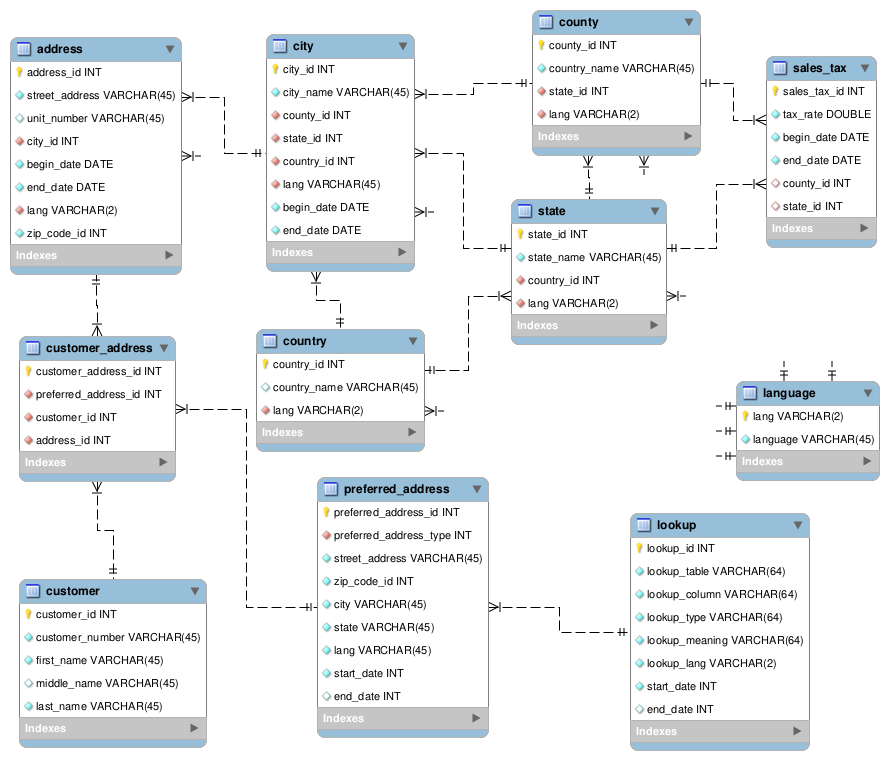 address
address_id INT
street_address VARCHAR(45)
unit_number VARCHAR(45)
city_id INT
begin_date DATE
end_date DATE
lang VARCHAR(2)
zip_code_id INT
Indexes
city
city_id INT
city_name VARCHAR(45)
county_id INT
state_id INT
country_id INT
lang VARCHAR(45)
begin_date DATE
end_date DATE
Indexes
county
county_id INT
country_name VARCHAR(45)
state_id INT
lang VARCHAR(2)
Indexes
sales_tax
sales_tax_id INT
tax_rate DOUBLE
begin_date DATE
end_date DATE
county_id INT
state_id INT
Indexes
state
state_id INT
state_name VARCHAR(45)
country_id INT
lang VARCHAR(2)
Indexes
customer_address
customer_address_id INT
preferred_address_id INT
customer_id INT
address_id INT
Indexes
country
country_id INT
country_name VARCHAR(45)
lang VARCHAR(2)
Indexes
language
lang VARCHAR(2)
language VARCHAR(45)
Indexes
preferred_address
preferred_address_id INT
preferred_address_type INT
street_address VARCHAR(45)
zip_code_id INT
city VARCHAR(45)
state VARCHAR(45)
lang VARCHAR(45)
start_date INT
end_date INT
Indexes
lookup
lookup_id INT
lookup_table VARCHAR(64)
lookup_column VARCHAR(64)
lookup_type VARCHAR(64)
lookup_meaning VARCHAR(64)
lookup_lang VARCHAR(2)
start_date INT
end_date INT
Indexes
customer
customer_id INT
customer_number VARCHAR(45)
first_name VARCHAR(45)
middle_name VARCHAR(45)
last_name VARCHAR(45)
Indexes